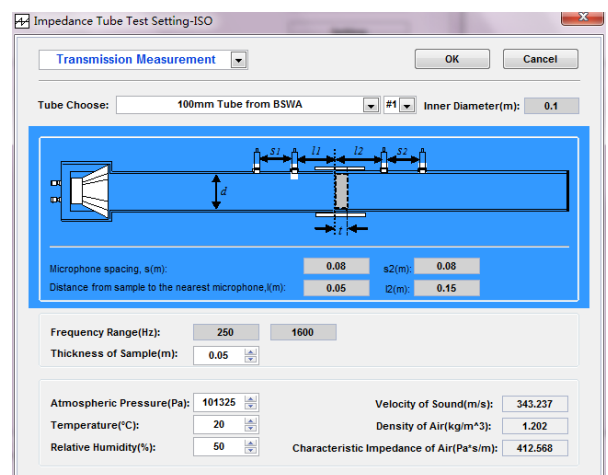 Impedance Tube Test Setting-ISO
Transmission Measurement OK Cancel
Tube Choose: 100mm Tube from BSWA #1 Inner Diameter(m): 0.1
S1 l1 l2 S2
d
t
Microphone spacing, s(m): 0.08 s2(m): 0.08
Distance from sample to the nearest microphone,l(m): 0.05 l2(m): 0.15
Frequency Range(Hz): 250 1600
Thickness of Sample(m): 0.05
Atmospheric Pressure(Pa): 101325 Velocity of Sound(m/s): 343.237
Temperature(ºC): 20 Density of Air(kg/m^3): 1.202
Relative Humidity(%): 50 Characteristic Impedance of Air(Pa*s/m): 412.568